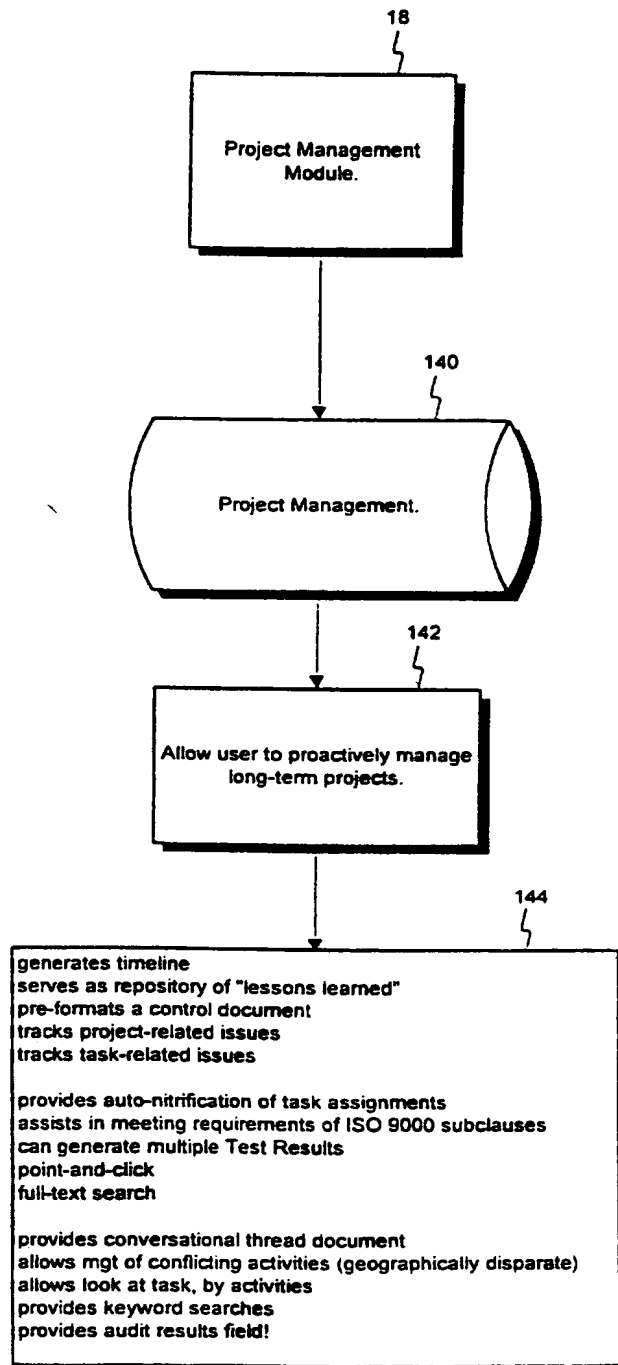 18
Project Management
Module.
140
Project Management.
142
Allow user to proactively manage
long-term projects.
144
generates timeline
serves as repository of "lessons learned"
pre-formats a control document
tracks project-related issues
tracks task-related issues
provides auto-nitrification of task assignments
assists in meeting requirements of ISO 9000 subclauses
can generate multiple Test Results
point-and-click
full-text search
provides conversational thread document
allows mgt of conflicting activities (geographically disparate)
allows look at task, by activities
provides keyword searches
provides audit results field!